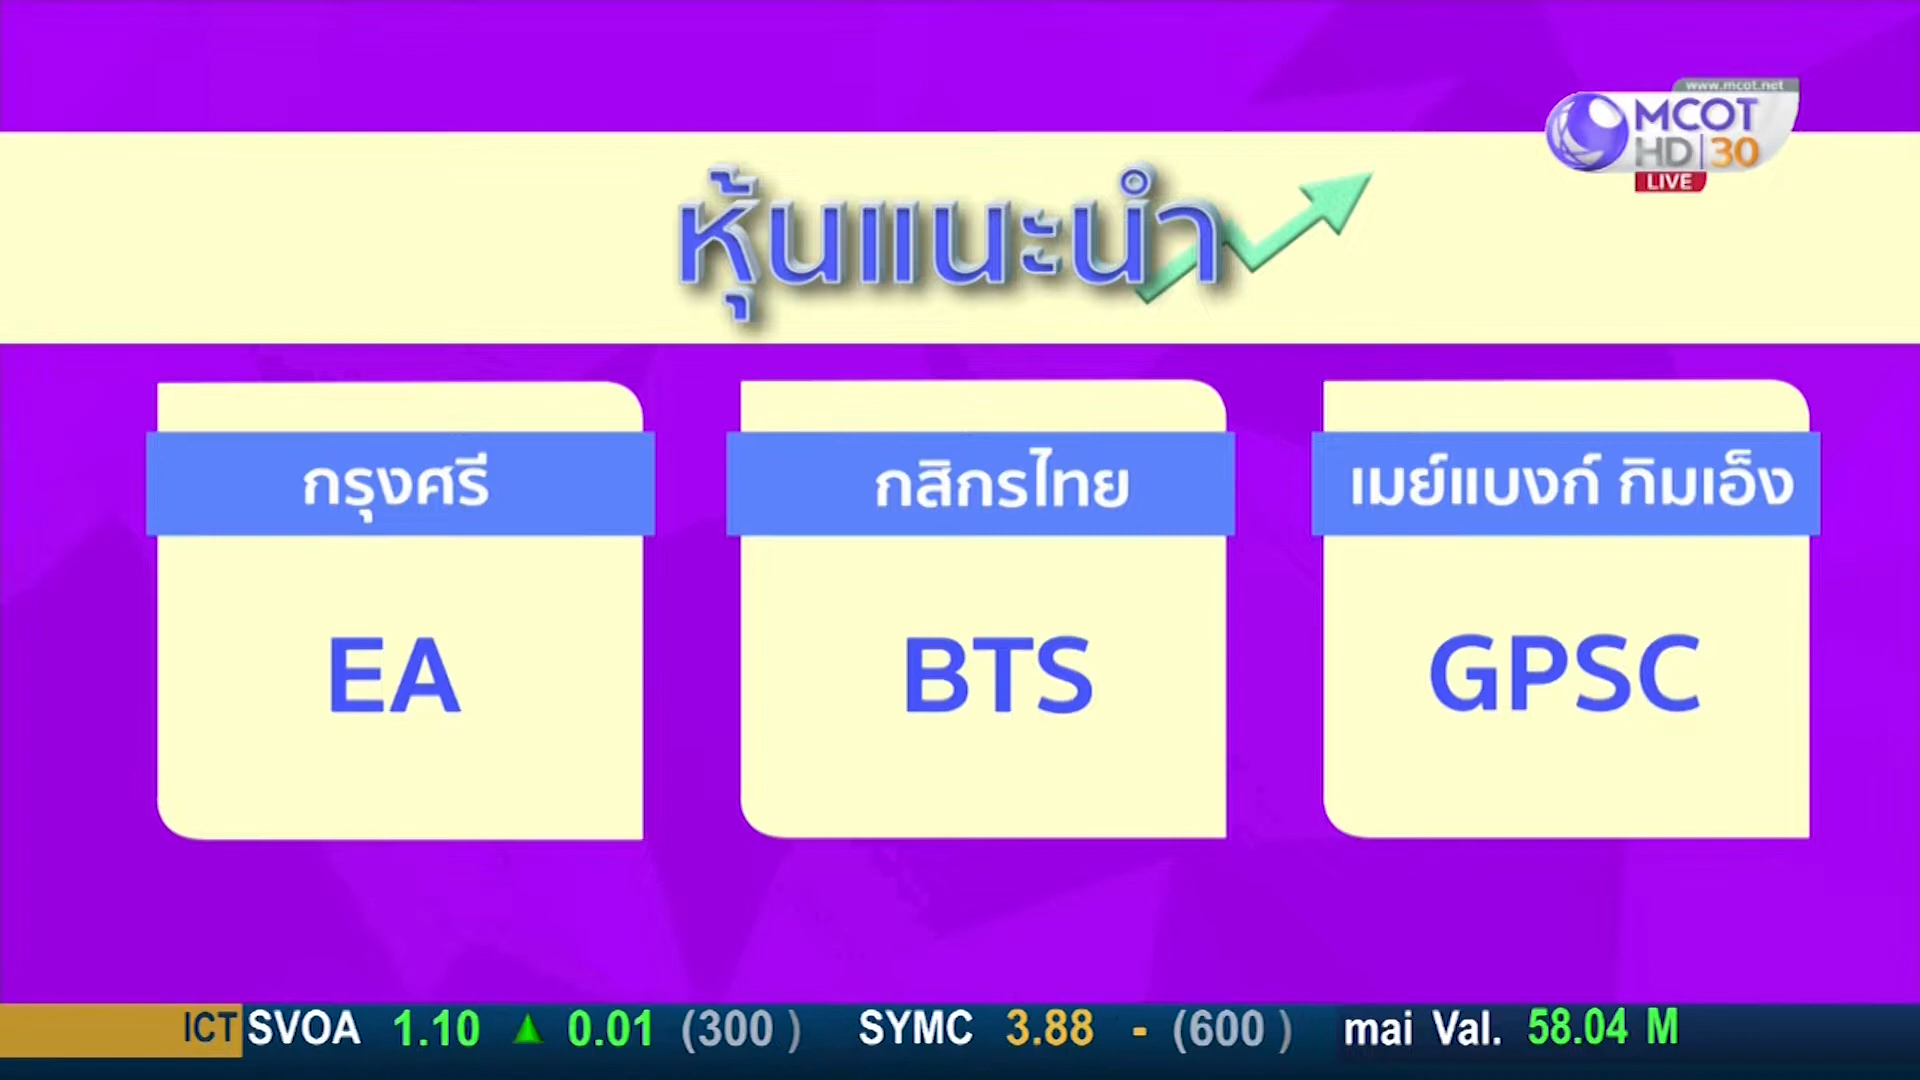 www.mcot.net
MCOT
HD 30
LIVE
หุ้นแนะนำ
กรุงศรี
EA
กสิกรไทย
BTS
เมย์แบงก์ กิมเอ็ง
GPSC
ICT SVOA 1.10 ▲ 0.01 (300 ) SYMC 3.88 - (600 ) mai Val. 58.04 M